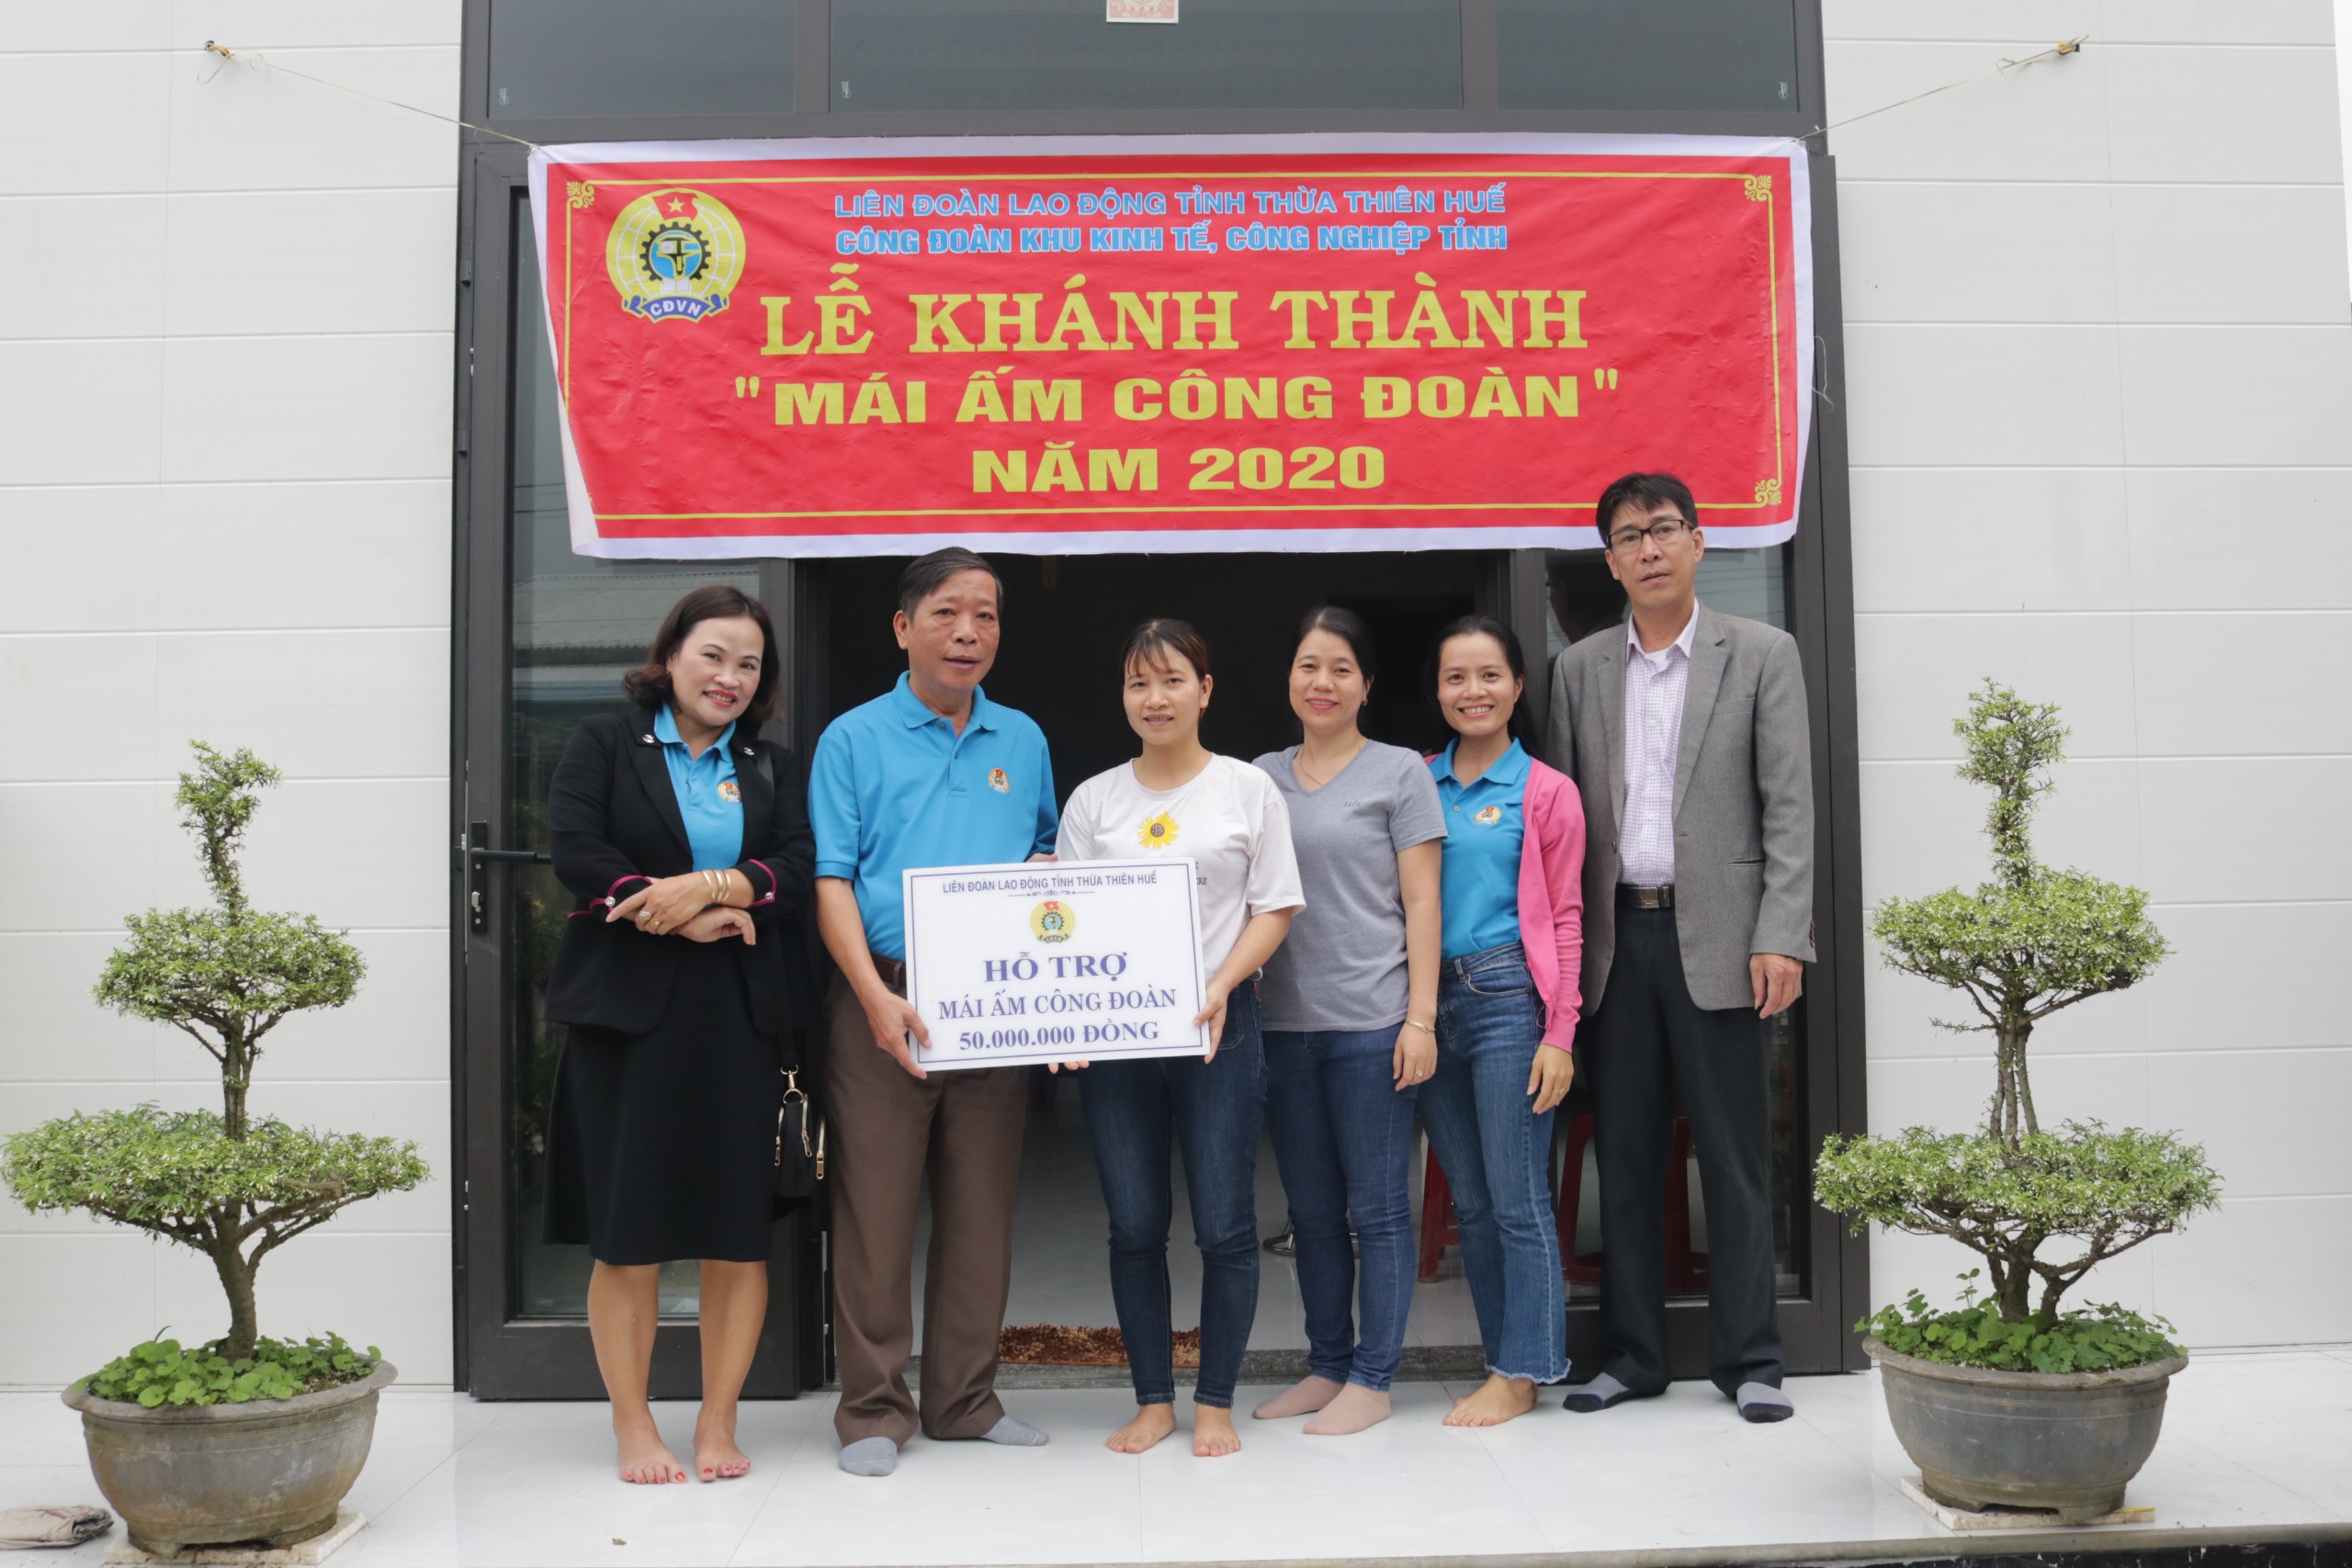 LIÊN ĐOÀN LAO ĐỘNG TỈNH THỪA THIÊN HUẾ
CÔNG ĐOÀN KHU KINH TẾ, CÔNG NGHIỆP TỈNH
LỄ KHÁNH THÀNH
"MÁI ẤM CÔNG ĐOÀN"
NĂM 2020
CĐVN
LIÊN ĐOÀN LAO ĐỘNG TỈNH THỪA THIÊN HUẾ
HỖ TRỢ
MÁI ẤM CÔNG ĐOÀN
50.000.000 ĐỒNG